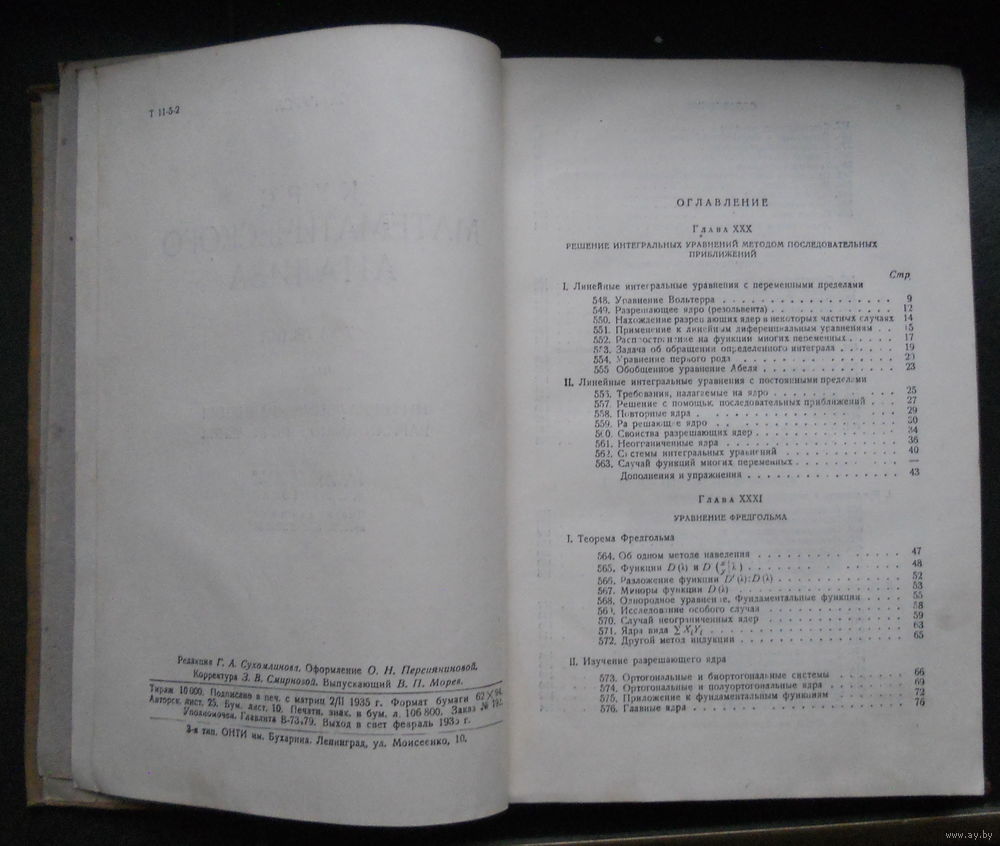 Т 11-5-2
Редакция Г. А. Сухомлинова. Оформление О. Н. Персиянниковой.
Корректура З. В. Смирновой. Выпускающий В. П. Морев.
Тираж 10 000. Подписано в печ. с матриц 2/II 1935 г. Формат бумаги 62 × 94
Авторск. лист. 25. Бум. лист. 10. Печатн. знак. в бум. л. 106 800. Заказ №
Уполномочен. Главлита В-73479. Выход в свет февраль 1935 г.
3-я тип. ОНТИ им. Бухарина. Ленинград, ул. Моисеенко, 10.
ОГЛАВЛЕНИЕ
Глава XXX
РЕШЕНИЕ ИНТЕГРАЛЬНЫХ УРАВНЕНИЙ МЕТОДОМ ПОСЛЕДОВАТЕЛЬНЫХ
ПРИБЛИЖЕНИЙ
Стр.
I. Линейные интегральные уравнения с переменными пределами
548. Уравнение Вольтерра . . . . . . . . . . . . . . . . . . 9
549. Разрешающее ядро (резольвента) . . . . . . . . . . . . . 12
550. Нахождение разрешающих ядер в некоторых частных случаях 14
551. Применение к линейным диференциальным уравнениям . . 15
552. Распространение на функции многих переменных . . . . . 17
553. Задача об обращении определенного интеграла . . . . . . 19
554. Уравнение первого рода . . . . . . . . . . . . . . . . . 20
555 Обобщенное уравнение Абеля . . . . . . . . . . . . . . . 23
II. Линейные интегральные уравнения с постоянными пределами
556. Требования, налагаемые на ядро . . . . . . . . . . . . . 25
557. Решение с помощью последовательных приближений . . . 27
558. Повторные ядра . . . . . . . . . . . . . . . . . . . . . 29
559. Разрешающее ядро . . . . . . . . . . . . . . . . . . . . 30
560. Свойства разрешающих ядер . . . . . . . . . . . . . . . 34
561. Неограниченные ядра . . . . . . . . . . . . . . . . . . 36
562. Системы интегральных уравнений . . . . . . . . . . . . 40
563. Случай функций многих переменных . . . . . . . . . . . —
Дополнения и упражнения . . . . . . . . . . . . . . . . 43
Глава XXXI
УРАВНЕНИЕ ФРЕДГОЛЬМА
I. Теорема Фредгольма
564. Об одном методе наведения . . . . . . . . . . . . . . . 47
565. Функции D (λ) и D (x/y | λ) . . . . . . . . . . . . . . 48
566. Разложение функции D′ (λ):D (λ) . . . . . . . . . . . . 52
567. Миноры функции D (λ) . . . . . . . . . . . . . . . . . 53
568. Однородное уравнение. Фундаментальные функции . . . . 55
569. Исследование особого случая . . . . . . . . . . . . . . 58
570. Случай неограниченных ядер . . . . . . . . . . . . . . 59
571. Ядра вида ∑ XᵢYᵢ . . . . . . . . . . . . . . . . . . . 63
572. Другой метод индукции . . . . . . . . . . . . . . . . . 65
II. Изучение разрешающего ядра
573. Ортогональные и биортогональные системы . . . . . . . 66
574. Ортогональные и полуортогональные ядра . . . . . . . . 69
575. Приложение к фундаментальным функциям . . . . . . . . 72
576. Главные ядра . . . . . . . . . . . . . . . . . . . . . 76
www.ay.by